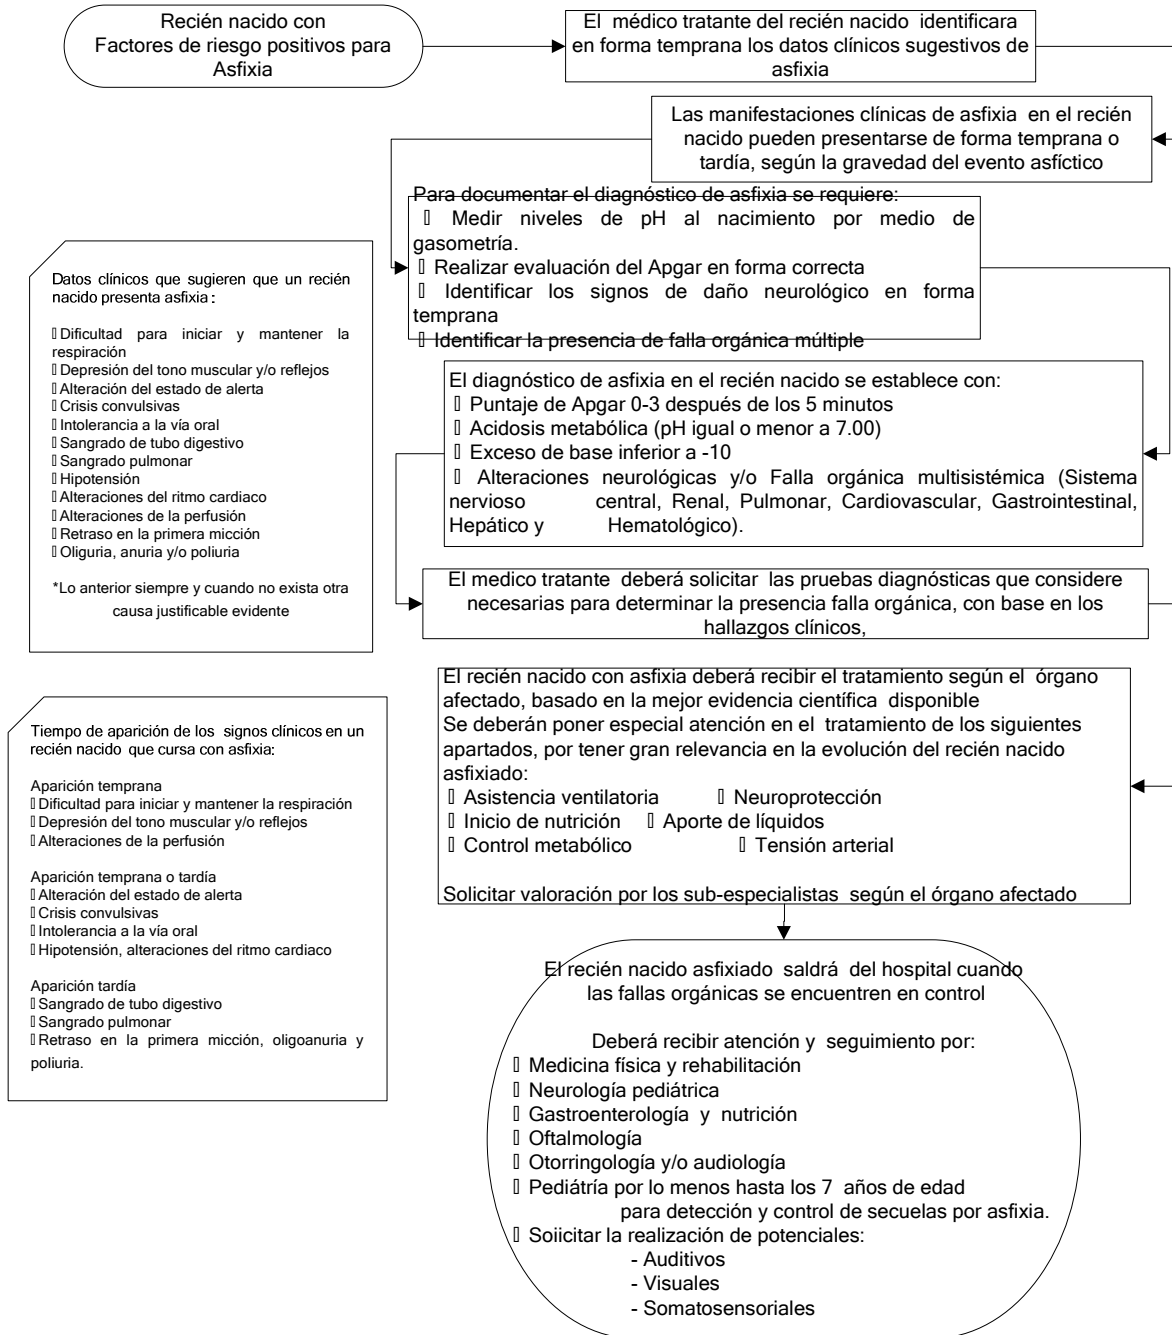 Recién nacido con
Factores de riesgo positivos para
Asfixia
El médico tratante del recién nacido identificara
en forma temprana los datos clínicos sugestivos de
asfixia
Las manifestaciones clínicas de asfixia en el recién
nacido pueden presentarse de forma temprana o
tardía, según la gravedad del evento asfíctico
Para documentar el diagnóstico de asfixia se requiere:
▯ Medir niveles de pH al nacimiento por medio de
gasometría.
▯ Realizar evaluación del Apgar en forma correcta
▯ Identificar los signos de daño neurológico en forma
temprana
▯ Identificar la presencia de falla orgánica múltiple
Datos clínicos que sugieren que un recién
nacido presenta asfixia:
▯ Dificultad para iniciar y mantener la
respiración
▯ Depresión del tono muscular y/o reflejos
▯ Alteración del estado de alerta
▯ Crisis convulsivas
▯ Intolerancia a la vía oral
▯ Sangrado de tubo digestivo
▯ Sangrado pulmonar
▯ Hipotensión
▯ Alteraciones del ritmo cardiaco
▯ Alteraciones de la perfusión
▯ Retraso en la primera micción
▯ Oliguria, anuria y/o poliuria
*Lo anterior siempre y cuando no exista otra
causa justificable evidente
El diagnóstico de asfixia en el recién nacido se establece con:
▯ Puntaje de Apgar 0-3 después de los 5 minutos
▯ Acidosis metabólica (pH igual o menor a 7.00)
▯ Exceso de base inferior a -10
▯ Alteraciones neurológicas y/o Falla orgánica multisistémica (Sistema
nervioso central, Renal, Pulmonar, Cardiovascular, Gastrointestinal,
Hepático y Hematológico).
El medico tratante deberá solicitar las pruebas diagnósticas que considere
necesarias para determinar la presencia falla orgánica, con base en los
hallazgos clínicos,
El recién nacido con asfixia deberá recibir el tratamiento según el órgano
afectado, basado en la mejor evidencia científica disponible
Se deberán poner especial atención en el tratamiento de los siguientes
apartados, por tener gran relevancia en la evolución del recién nacido
asfixiado:
▯ Asistencia ventilatoria ▯ Neuroprotección
▯ Inicio de nutrición ▯ Aporte de líquidos
▯ Control metabólico ▯ Tensión arterial
Solicitar valoración por los sub-especialistas según el órgano afectado
Tiempo de aparición de los signos clínicos en un
recién nacido que cursa con asfixia:
Aparición temprana
▯ Dificultad para iniciar y mantener la respiración
▯ Depresión del tono muscular y/o reflejos
▯ Alteraciones de la perfusión
Aparición temprana o tardía
▯ Alteración del estado de alerta
▯ Crisis convulsivas
▯ Intolerancia a la vía oral
▯ Hipotensión, alteraciones del ritmo cardiaco
Aparición tardía
▯ Sangrado de tubo digestivo
▯ Sangrado pulmonar
▯ Retraso en la primera micción, oligoanuria y
poliuria.
El recién nacido asfixiado saldrá del hospital cuando
las fallas orgánicas se encuentren en control
Deberá recibir atención y seguimiento por:
▯ Medicina física y rehabilitación
▯ Neurología pediátrica
▯ Gastroenterología y nutrición
▯ Oftalmología
▯ Otorringología y/o audiología
▯ Pediátría por lo menos hasta los 7 años de edad
para detección y control de secuelas por asfixia.
▯ Soiicitar la realización de potenciales:
- Auditivos
- Visuales
- Somatosensoriales